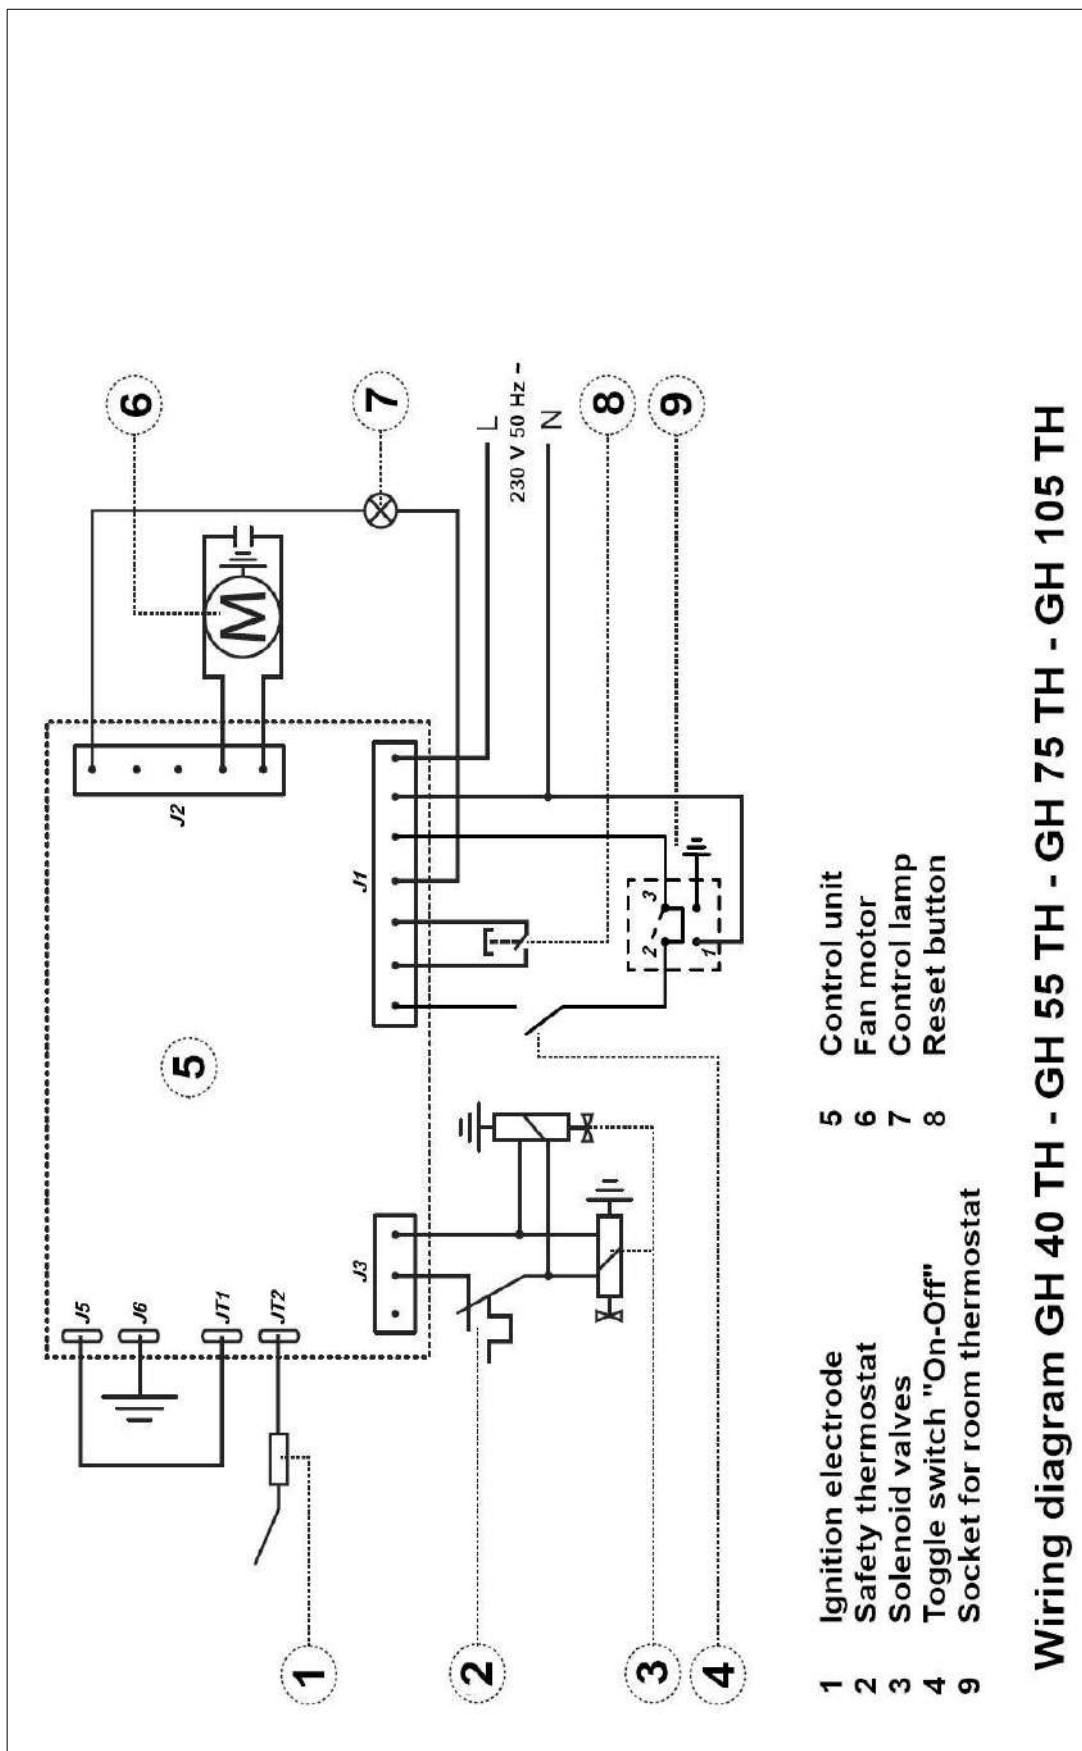 6
7
8
9
L
230 V 50 Hz ~
N
M
J2
J1
5
J3
J5
J6
JT1
JT2
3
2
1
1
2
3
4
1 Ignition electrode
2 Safety thermostat
3 Solenoid valves
4 Toggle switch "On-Off"
9 Socket for room thermostat
5 Control unit
6 Fan motor
7 Control lamp
8 Reset button
Wiring diagram GH 40 TH - GH 55 TH - GH 75 TH - GH 105 TH